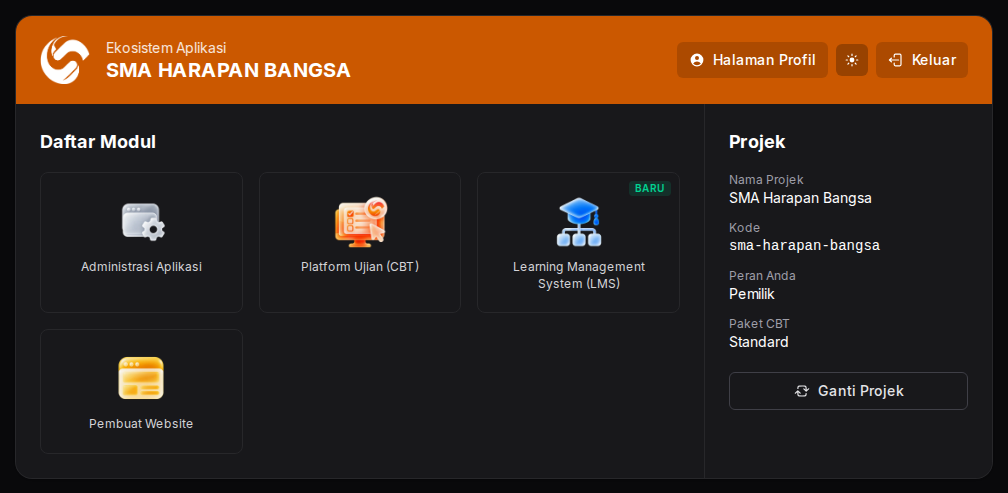 Ekosistem Aplikasi
SMA HARAPAN BANGSA
Halaman Profil
Keluar
Daftar Modul
Administrasi Aplikasi
Platform Ujian (CBT)
BARU
Learning Management
System (LMS)
Pembuat Website
Projek
Nama Projek
SMA Harapan Bangsa
Kode
sma-harapan-bangsa
Peran Anda
Pemilik
Paket CBT
Standard
Ganti Projek